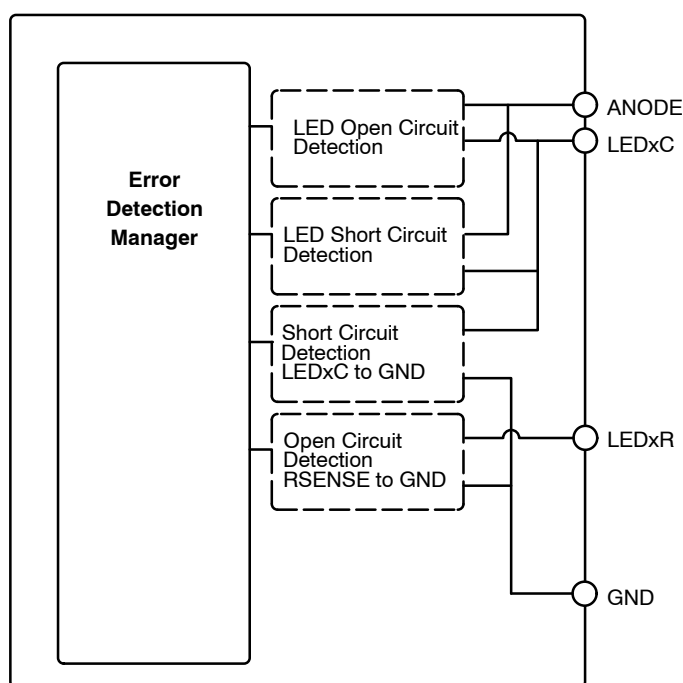 Error
Detection
Manager
LED Open Circuit
Detection
LED Short Circuit
Detection
Short Circuit
Detection
LEDxC to GND
Open Circuit
Detection
RSENSE to GND
ANODE
LEDxC
LEDxR
GND